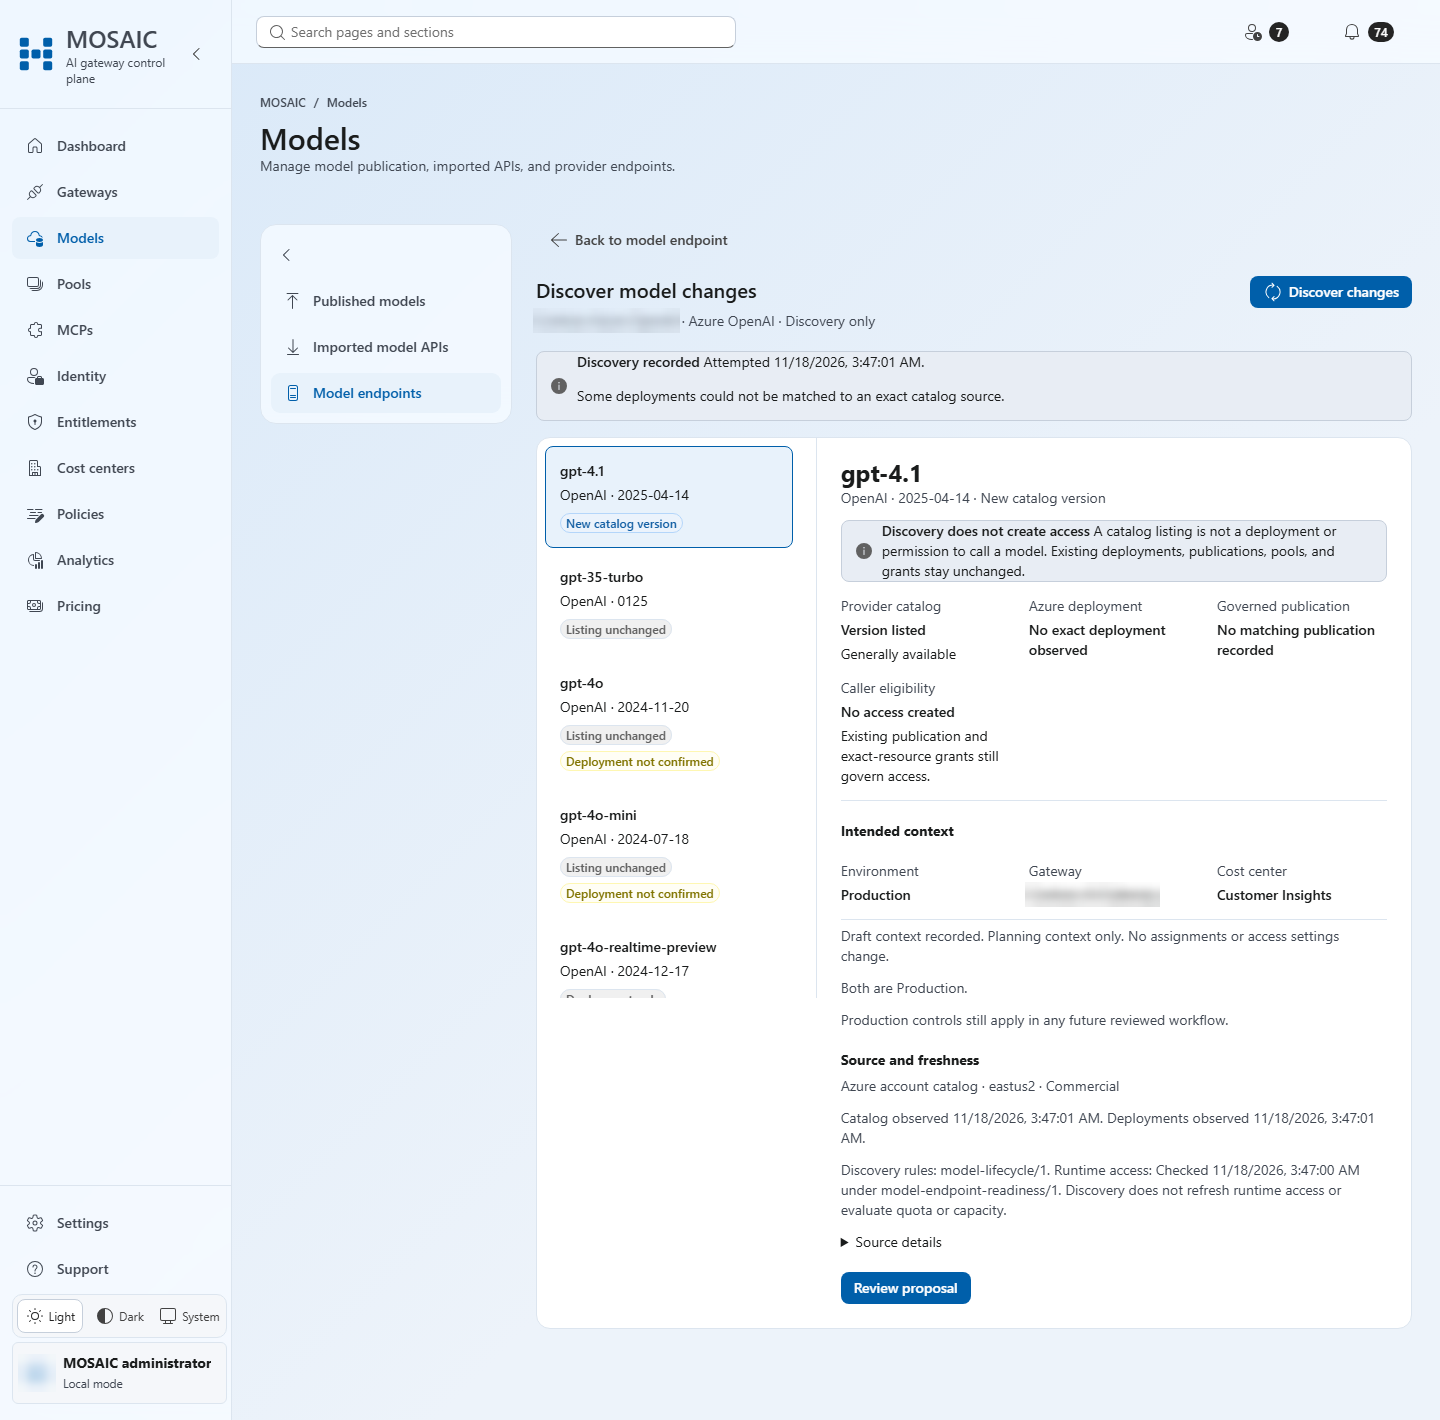 MOSAIC
AI gateway control
plane
Search pages and sections
7
74
Dashboard
Gateways
Models
Pools
MCPs
Identity
Entitlements
Cost centers
Policies
Analytics
Pricing
Settings
Support
Light
Dark
System
MOSAIC administrator
Local mode
MOSAIC / Models
Models
Manage model publication, imported APIs, and provider endpoints.
Published models
Imported model APIs
Model endpoints
Back to model endpoint
Discover model changes
Discover changes
· Azure OpenAI · Discovery only
Discovery recorded Attempted 11/18/2026, 3:47:01 AM.
Some deployments could not be matched to an exact catalog source.
gpt-4.1
OpenAI · 2025-04-14
New catalog version
gpt-35-turbo
OpenAI · 0125
Listing unchanged
gpt-4o
OpenAI · 2024-11-20
Listing unchanged
Deployment not confirmed
gpt-4o-mini
OpenAI · 2024-07-18
Listing unchanged
Deployment not confirmed
gpt-4o-realtime-preview
OpenAI · 2024-12-17
gpt-4.1
OpenAI · 2025-04-14 · New catalog version
Discovery does not create access A catalog listing is not a deployment or
permission to call a model. Existing deployments, publications, pools, and
grants stay unchanged.
Provider catalog
Version listed
Generally available
Azure deployment
No exact deployment
observed
Governed publication
No matching publication
recorded
Caller eligibility
No access created
Existing publication and
exact-resource grants still
govern access.
Intended context
Environment
Production
Gateway
Cost center
Customer Insights
Draft context recorded. Planning context only. No assignments or access settings
change.
Both are Production.
Production controls still apply in any future reviewed workflow.
Source and freshness
Azure account catalog · eastus2 · Commercial
Catalog observed 11/18/2026, 3:47:01 AM. Deployments observed 11/18/2026, 3:47:01
AM.
Discovery rules: model-lifecycle/1. Runtime access: Checked 11/18/2026, 3:47:00 AM
under model-endpoint-readiness/1. Discovery does not refresh runtime access or
evaluate quota or capacity.
Source details
Review proposal